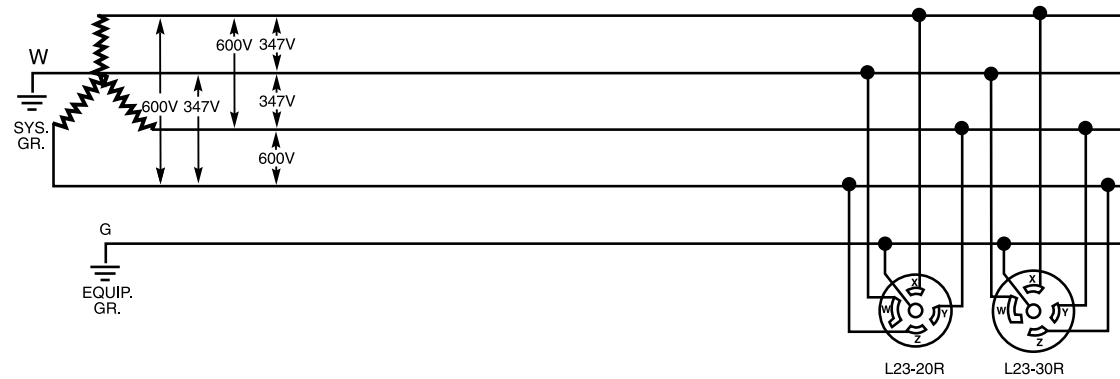 W
SYS.
GR.
600V
347V
600V
347V
347V
600V
G
EQUIP.
GR.
X
W
Y
Z
L23-20R
X
W
Y
Z
L23-30R